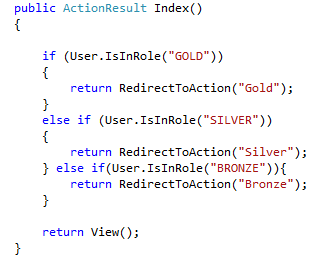 public ActionResult Index()
{
if (User.IsInRole("GOLD"))
{
return RedirectToAction("Gold");
}
else if (User.IsInRole("SILVER"))
{
return RedirectToAction("Silver");
} else if(User.IsInRole("BRONZE")){
return RedirectToAction("Bronze");
}
return View();
}